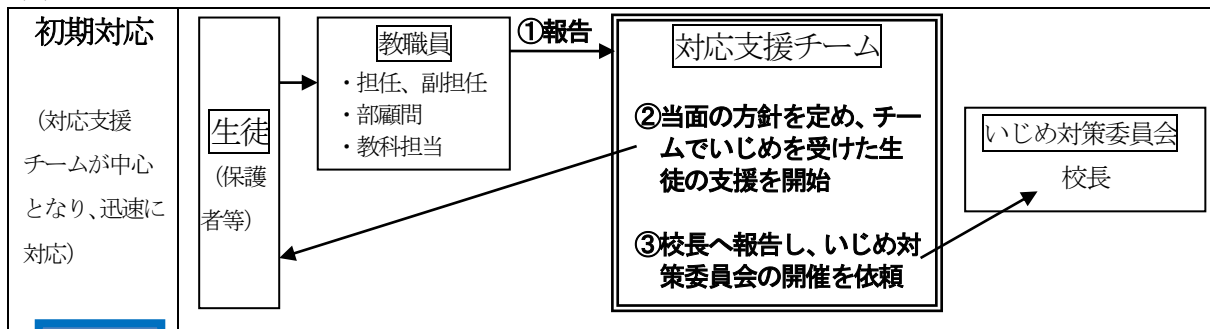 初期対応
(対応支援
チームが中心
となり、迅速に
対応)
生徒
(保護
者等)
教職員
・担任、副担任
・部顧問
・教科担当
①報告
対応支援チーム
②当面の方針を定め、チー
ムでいじめを受けた生
徒の支援を開始
③校長へ報告し、いじめ対
策委員会の開催を依頼
いじめ対策委員会
校長